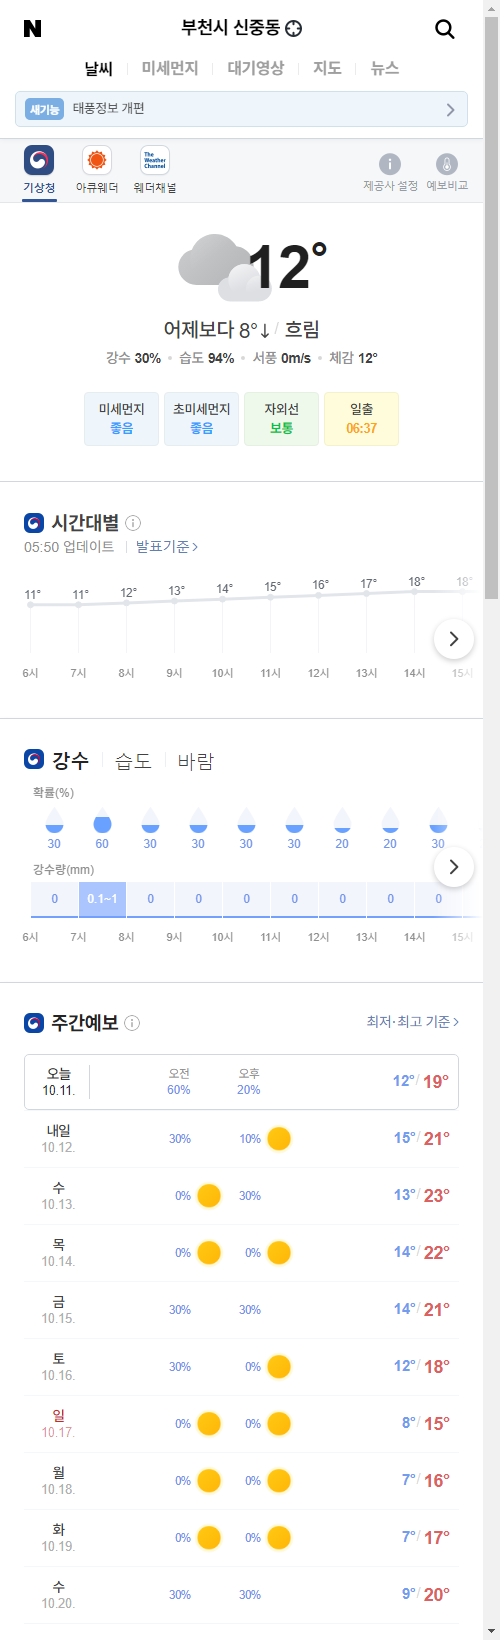 N
부천시 신중동
날씨 미세먼지 대기영상 지도 뉴스
새기능 태풍정보 개편
The Weather Channel
기상청 아큐웨더 웨더채널 제공사 설정 예보비교
12°
어제보다 8°↓ / 흐림
강수 30% • 습도 94% • 서풍 0m/s • 체감 12°
미세먼지 초미세먼지 자외선 일출
좋음 좋음 보통 06:37
시간대별
05:50 업데이트 발표기준 >
11° 11° 12° 13° 14° 15° 16° 17° 18° 18°
6시 7시 8시 9시 10시 11시 12시 13시 14시 15시
강수 습도 바람
확률(%)
30 60 30 30 30 30 20 20 30
강수량(mm)
0 0.1~1 0 0 0 0 0 0 0
6시 7시 8시 9시 10시 11시 12시 13시 14시 15시
주간예보 최저·최고 기준 >
오늘 오전 오후
10.11. 60% 20% 12°/ 19°
내일
10.12. 30% 10% 15°/ 21°
수
10.13. 0% 30% 13°/ 23°
목
10.14. 0% 0% 14°/ 22°
금
10.15. 30% 30% 14°/ 21°
토
10.16. 30% 0% 12°/ 18°
일
10.17. 0% 0% 8°/ 15°
월
10.18. 0% 0% 7°/ 16°
화
10.19. 0% 0% 7°/ 17°
수
10.20. 30% 30% 9°/ 20°